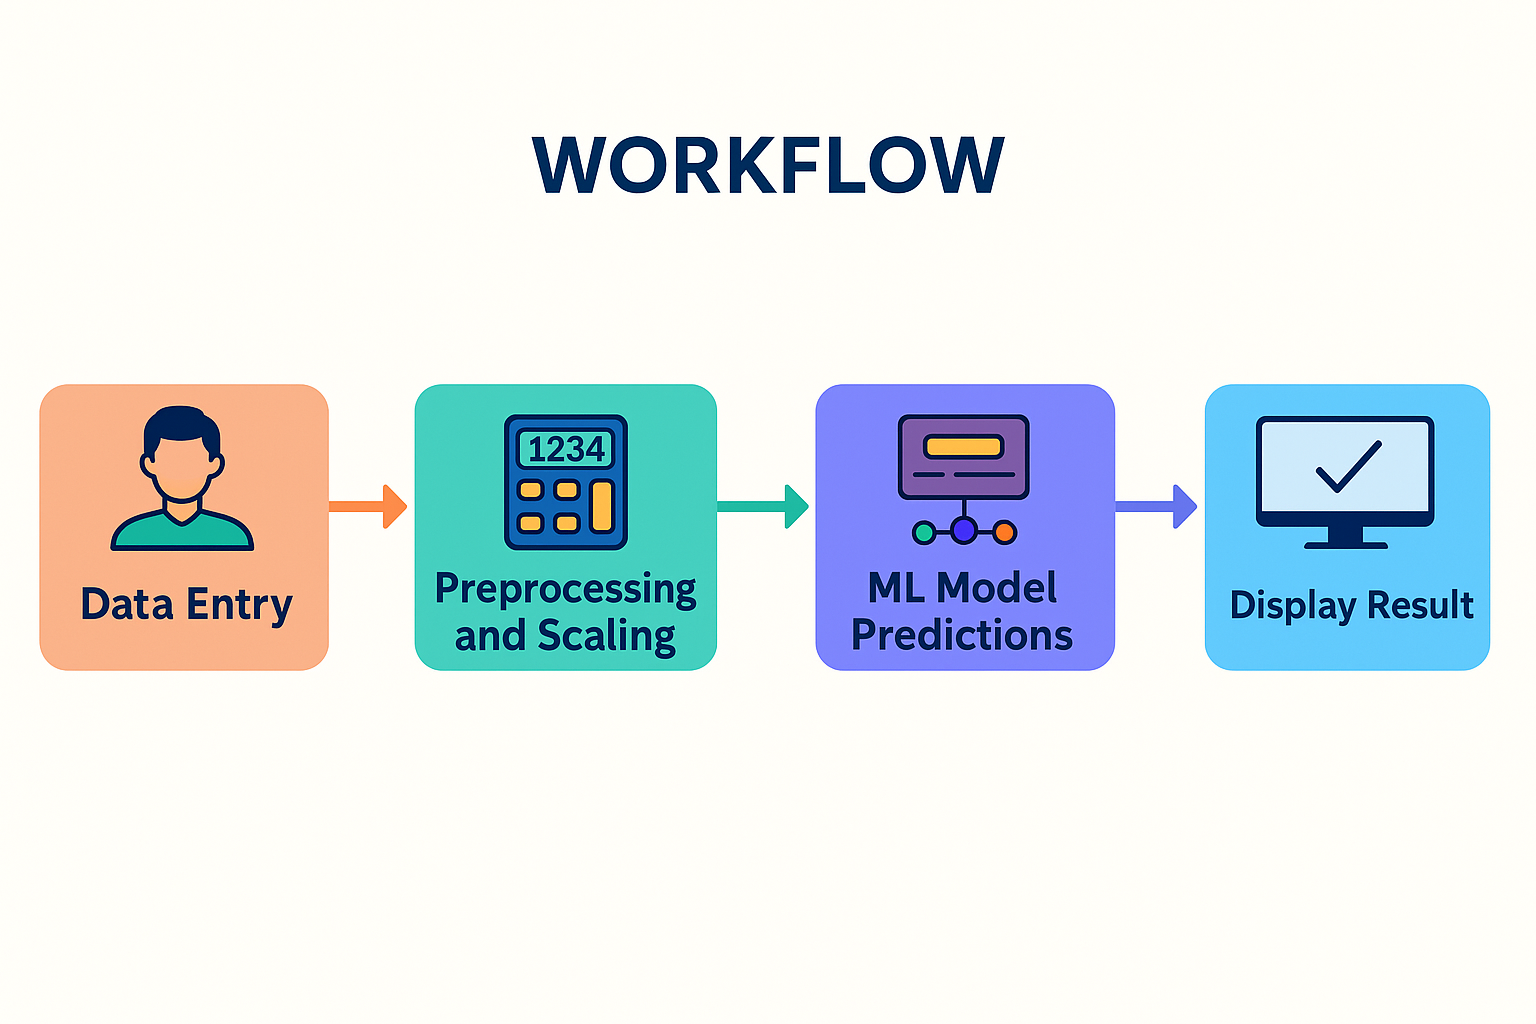 WORKFLOW
1234
Data Entry
Preprocessing
and Scaling
ML Model
Predictions
Display Result